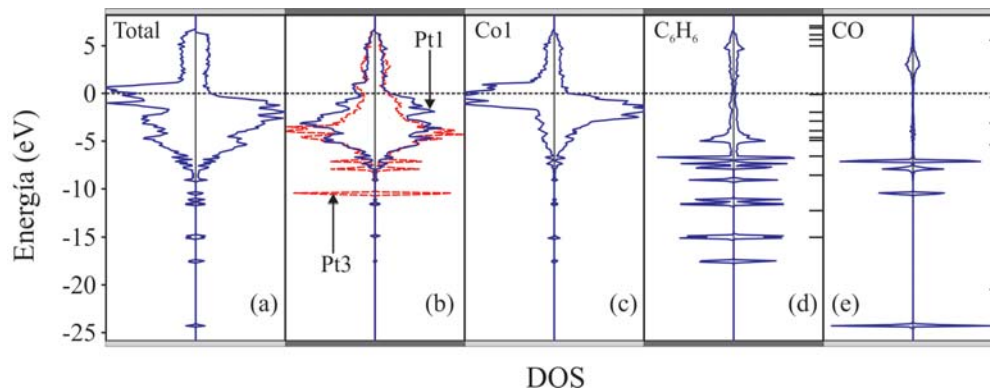 Total
Pt1
Co1
C₆H₆
CO
5
0
-5
-10
-15
-20
-25
Energía (eV)
Pt3
(a)
(b)
(c)
(d)
(e)
DOS